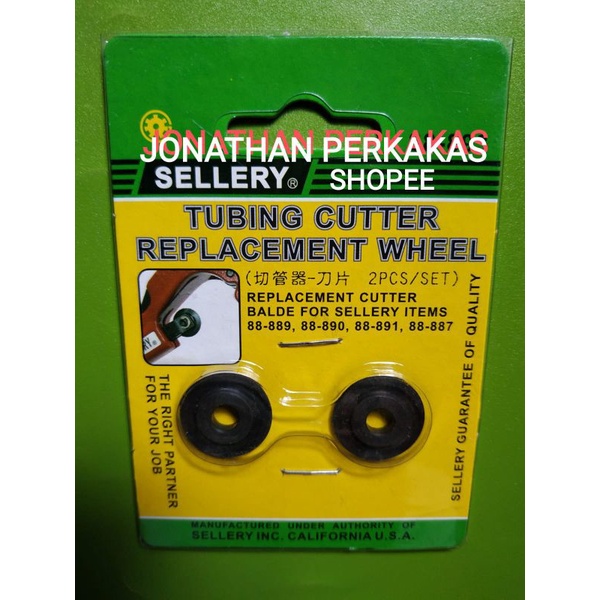 JONATHAN PERKAKAS
SHOPEE
SELLERY®
TUBING CUTTER
REPLACEMENT WHEEL
(切管器-刀片 2PCS/SET)
REPLACEMENT CUTTER
BALDE FOR SELLERY ITEMS
88-889, 88-890, 88-891, 88-887
THE RIGHT PARTNER
FOR YOUR JOB
SELLERY GUARANTEE OF QUALITY
MANUFACTURED UNDER AUTHORITY OF
SELLERY INC. CALIFORNIA U.S.A.